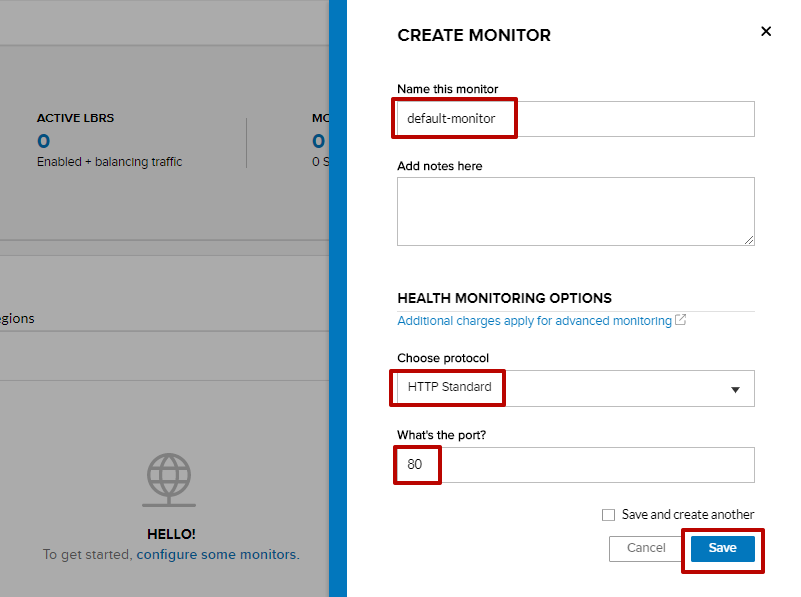 ACTIVE LBRS
0
Enabled + balancing traffic
MO
0
0 S
egions
HELLO!
To get started, configure some monitors.
CREATE MONITOR
Name this monitor
default-monitor
Add notes here
HEALTH MONITORING OPTIONS
Additional charges apply for advanced monitoring
Choose protocol
HTTP Standard
What's the port?
80
Save and create another
Cancel
Save